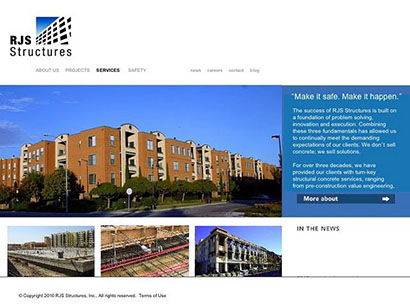 RJS
Structures
ABOUT US PROJECTS SERVICES SAFETY
news careers contact blog
"Make it safe. Make it happen."
The success of RJS Structures is built on
a foundation of problem solving,
innovation and execution. Combining
these three fundamentals has allowed us
to continually meet the demanding
expectations of our clients. We don't sell
concrete; we sell solutions.
For over three decades, we have
provided our clients with turn-key
structural concrete services, ranging
from pre-construction value engineering,
More about
IN THE NEWS
© Copyright 2010 RJS Structures, Inc., All rights reserved. Terms of Use